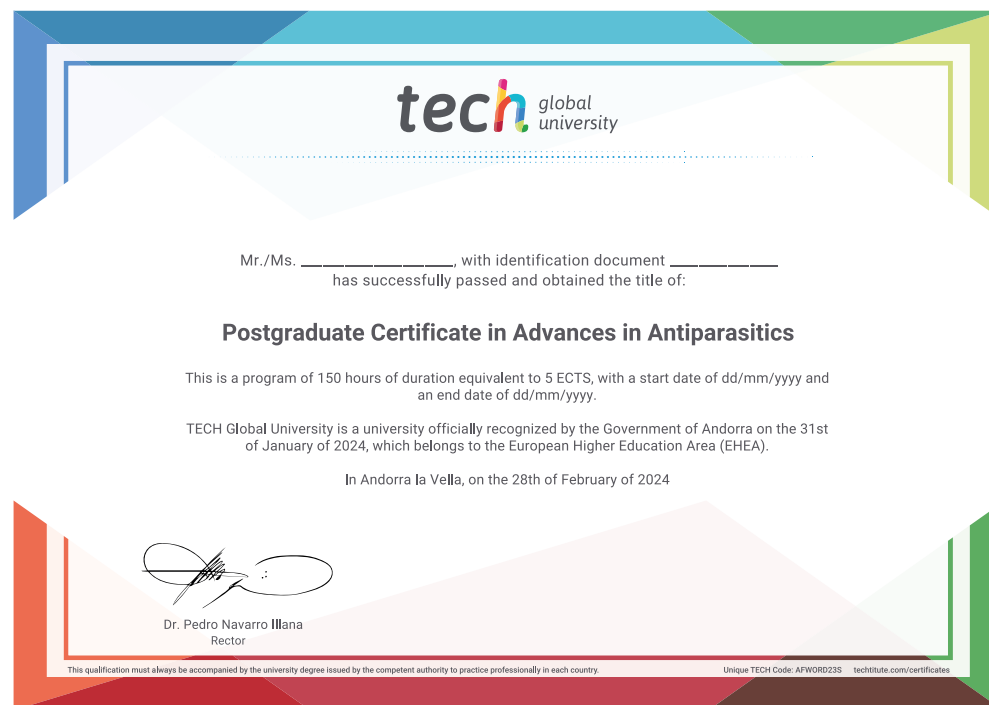 tech global
university
Mr./Ms. ____________________, with identification document ______________
has successfully passed and obtained the title of:
Postgraduate Certificate in Advances in Antiparasitics
This is a program of 150 hours of duration equivalent to 5 ECTS, with a start date of dd/mm/yyyy and
an end date of dd/mm/yyyy.
TECH Global University is a university officially recognized by the Government of Andorra on the 31st
of January of 2024, which belongs to the European Higher Education Area (EHEA).
In Andorra la Vella, on the 28th of February of 2024
Dr. Pedro Navarro Illana
Rector
This qualification must always be accompanied by the university degree issued by the competent authority to practice professionally in each country. Unique TECH Code: AFWORD23S techtitute.com/certificates